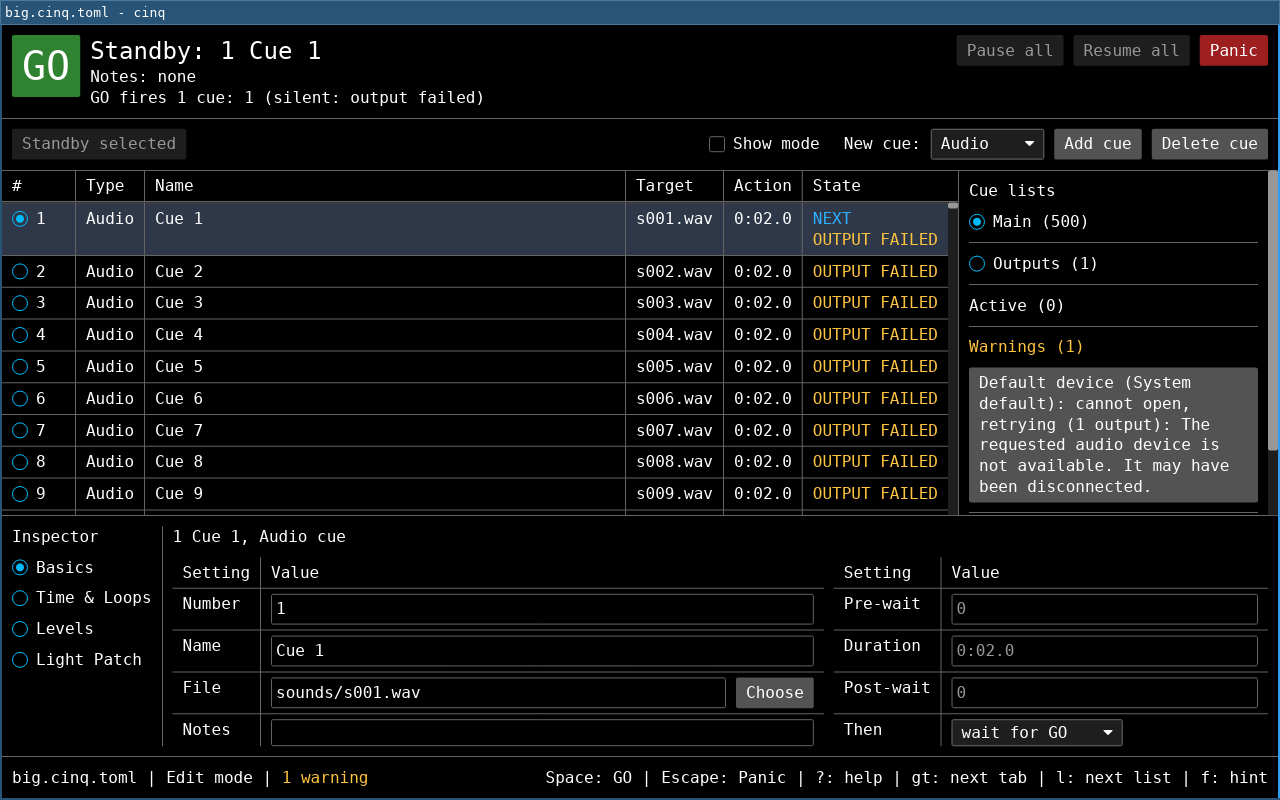 big.cinq.toml - cinq
GO
Standby: 1 Cue 1
Notes: none
GO fires 1 cue: 1 (silent: output failed)
Pause all
Resume all
Panic
Standby selected
Show mode
New cue:
Audio
Add cue
Delete cue
# Type Name Target Action State
1 Audio Cue 1 s001.wav 0:02.0 NEXT
OUTPUT FAILED
2 Audio Cue 2 s002.wav 0:02.0 OUTPUT FAILED
3 Audio Cue 3 s003.wav 0:02.0 OUTPUT FAILED
4 Audio Cue 4 s004.wav 0:02.0 OUTPUT FAILED
5 Audio Cue 5 s005.wav 0:02.0 OUTPUT FAILED
6 Audio Cue 6 s006.wav 0:02.0 OUTPUT FAILED
7 Audio Cue 7 s007.wav 0:02.0 OUTPUT FAILED
8 Audio Cue 8 s008.wav 0:02.0 OUTPUT FAILED
9 Audio Cue 9 s009.wav 0:02.0 OUTPUT FAILED
Cue lists
Main (500)
Outputs (1)
Active (0)
Warnings (1)
Default device (System
default): cannot open,
retrying (1 output): The
requested audio device is
not available. It may have
been disconnected.
Inspector
Basics
Time & Loops
Levels
Light Patch
1 Cue 1, Audio cue
Setting Value
Number 1
Name Cue 1
File sounds/s001.wav Choose
Notes
Setting Value
Pre-wait 0
Duration 0:02.0
Post-wait 0
Then wait for GO
big.cinq.toml | Edit mode | 1 warning
Space: GO | Escape: Panic | ?: help | gt: next tab | l: next list | f: hint